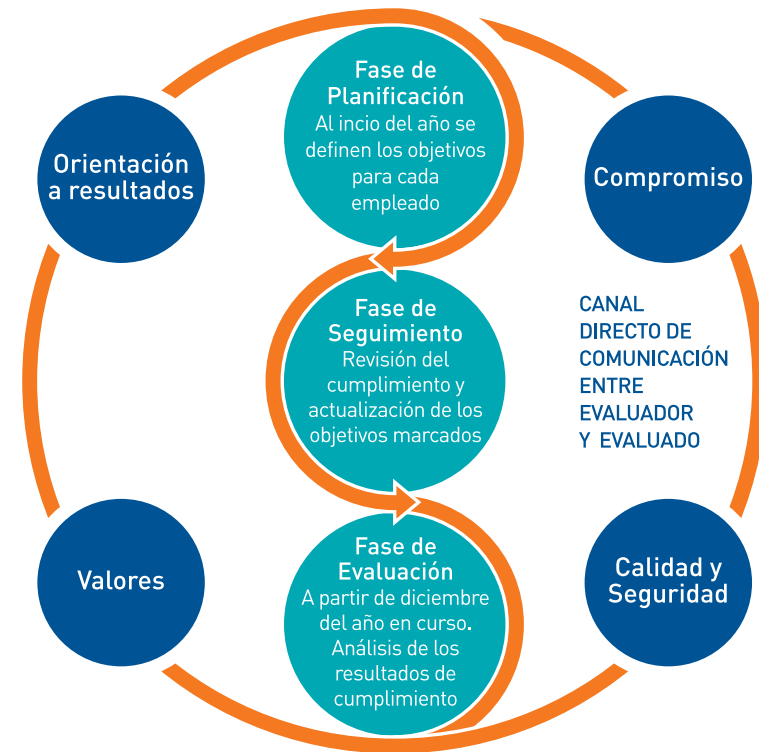 Fase de
Planificación
Al incio del año se
definen los objetivos
para cada
empleado
Orientación
a resultados
Compromiso
Fase de
Seguimiento
Revisión del
cumplimiento y
actualización de los
objetivos marcados
CANAL
DIRECTO DE
COMUNICACIÓN
ENTRE
EVALUADOR
Y EVALUADO
Valores
Fase de
Evaluación
A partir de diciembre
del año en curso.
Análisis de los
resultados de
cumplimiento
Calidad y
Seguridad